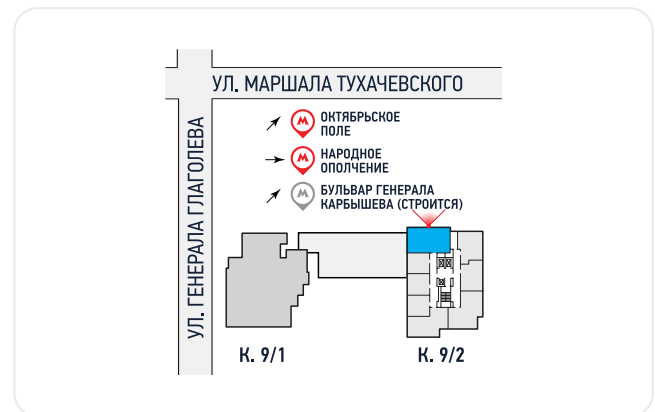 УЛ. МАРШАЛА ТУХАЧЕВСКОГО
УЛ. ГЕНЕРАЛА ГЛАГОЛЕВА
М ОКТЯБРЬСКОЕ
ПОЛЕ
М НАРОДНОЕ
ОПОЛЧЕНИЕ
М БУЛЬВАР ГЕНЕРАЛА
КАРБЫШЕВА (СТРОИТСЯ)
К. 9/1
К. 9/2